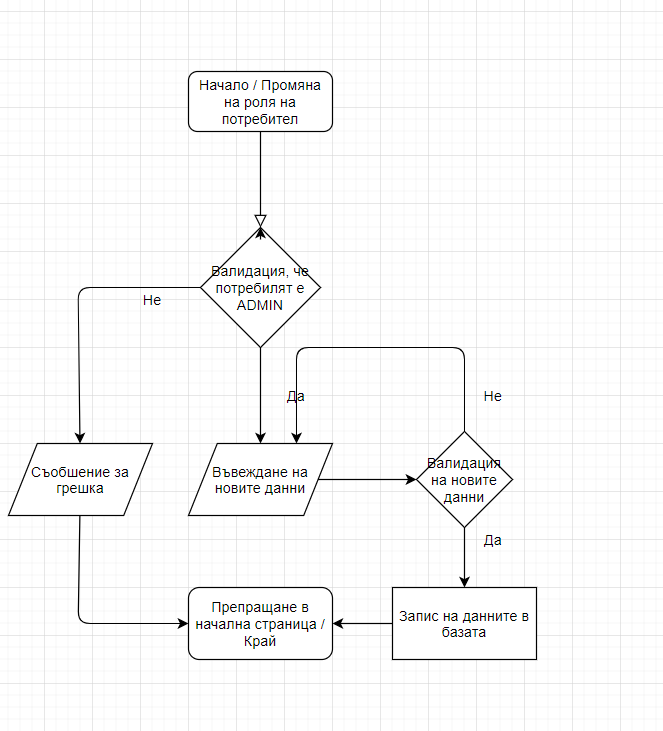 Начало / Промяна
на роля на
потребител
Валидация, че
потребилят е
ADMIN
Не
Да
Не
Съобшение за
грешка
Въвеждане на
новите данни
Валидация
на новите
данни
Да
Препращане в
начална страница /
Край
Запис на данните в
базата